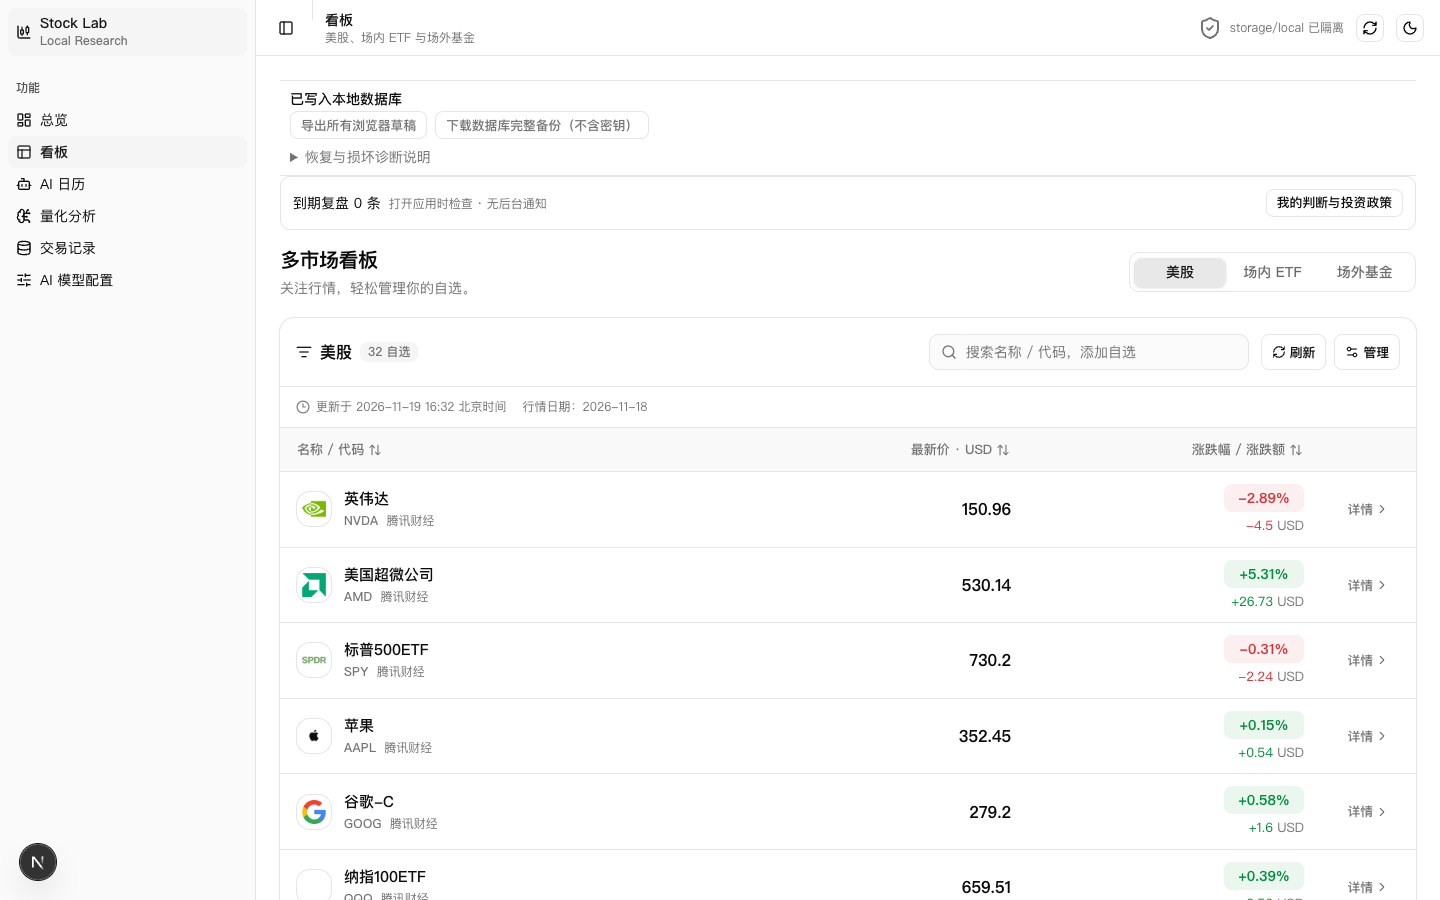 Stock Lab
Local Research
功能
总览
看板
AI 日历
量化分析
交易记录
AI 模型配置
看板
美股、场内 ETF 与场外基金
storage/local 已隔离
已写入本地数据库
导出所有浏览器草稿
下载数据库完整备份（不含密钥）
恢复与损坏诊断说明
到期复盘 0 条 打开应用时检查 · 无后台通知
我的判断与投资政策
多市场看板
关注行情，轻松管理你的自选。
美股
场内 ETF
场外基金
美股 32 自选
搜索名称 / 代码，添加自选
刷新
管理
更新于 2026-11-19 16:32 北京时间 行情日期：2026-11-18
名称 / 代码
最新价 · USD
涨跌幅 / 涨跌额
英伟达
NVDA 腾讯财经
150.96
-2.89%
-4.5 USD
详情
美国超微公司
AMD 腾讯财经
530.14
+5.31%
+26.73 USD
详情
标普500ETF
SPDR
SPY 腾讯财经
730.2
-0.31%
-2.24 USD
详情
苹果
AAPL 腾讯财经
352.45
+0.15%
+0.54 USD
详情
谷歌-C
GOOG 腾讯财经
279.2
+0.58%
+1.6 USD
详情
纳指100ETF
QQQ 腾讯财经
659.51
+0.39%
详情
N